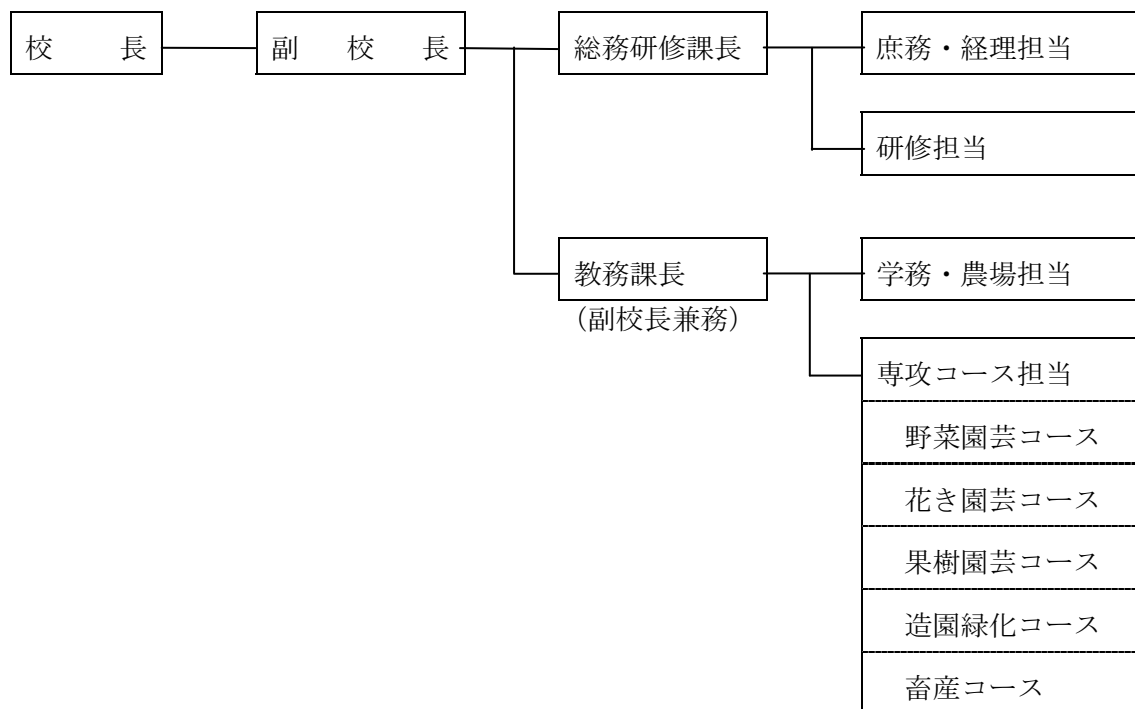 校長
副校長
総務研修課長
庶務・経理担当
研修担当
教務課長
（副校長兼務）
学務・農場担当
専攻コース担当
野菜園芸コース
花き園芸コース
果樹園芸コース
造園緑化コース
畜産コース